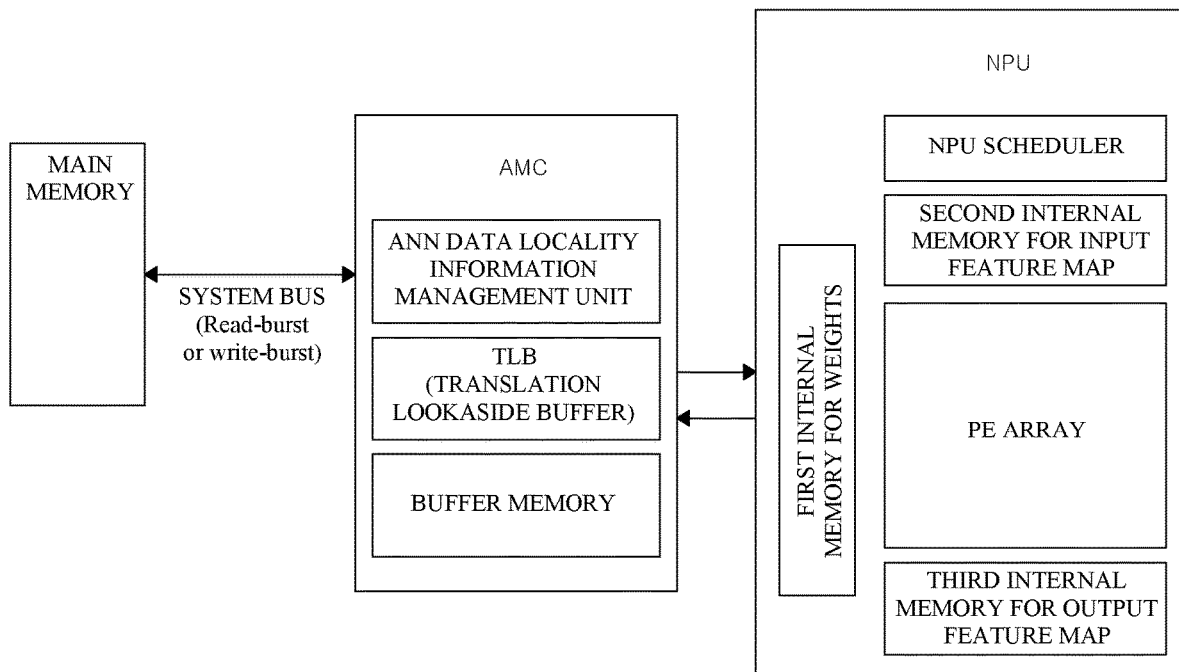 MAIN
MEMORY
SYSTEM BUS
(Read-burst
or write-burst)
AMC
ANN DATA LOCALITY
INFORMATION
MANAGEMENT UNIT
TLB
(TRANSLATION
LOOKASIDE BUFFER)
BUFFER MEMORY
NPU
FIRST INTERNAL
MEMORY FOR WEIGHTS
NPU SCHEDULER
SECOND INTERNAL
MEMORY FOR INPUT
FEATURE MAP
PE ARRAY
THIRD INTERNAL
MEMORY FOR OUTPUT
FEATURE MAP